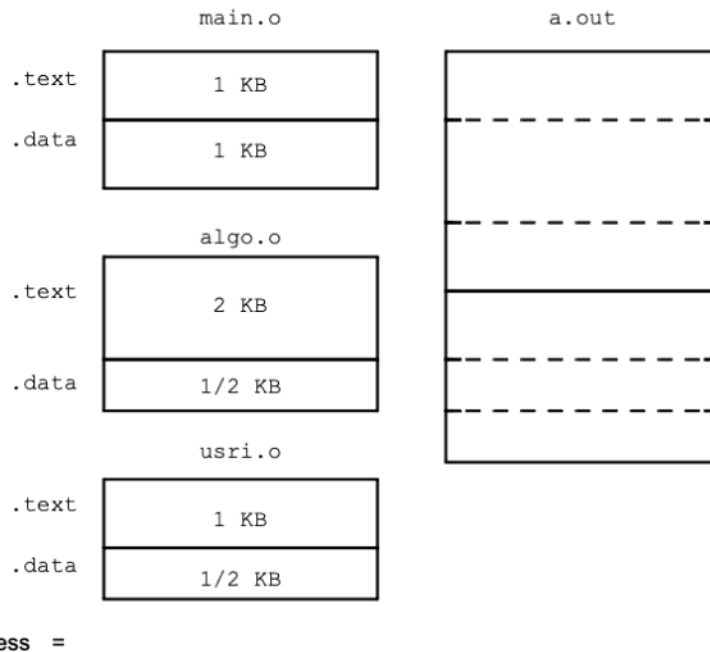 main.o
a.out
.text
1 KB
.data
1 KB
algo.o
.text
2 KB
.data
1/2 KB
usri.o
.text
1 KB
.data
1/2 KB
=